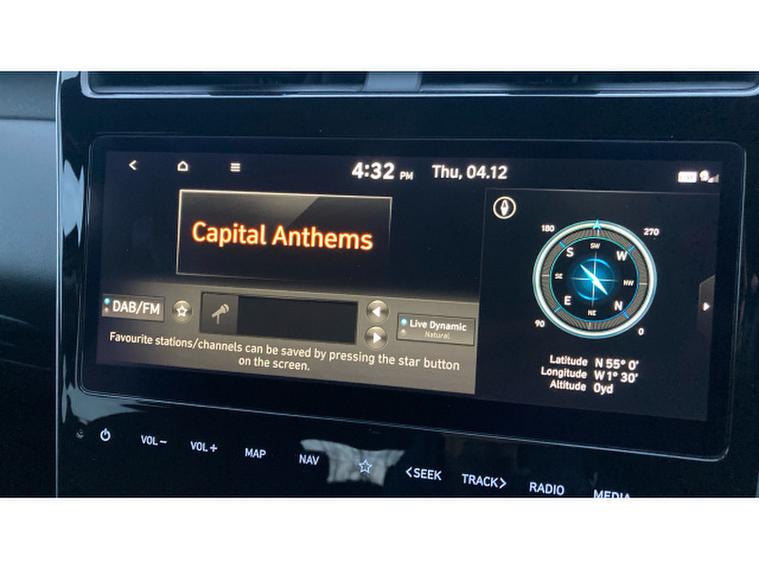 4:32 PM Thu, 04.12
Capital Anthems
DAB/FM
Live Dynamic
Natural
Favourite stations/channels can be saved by pressing the star button
on the screen.
180 270
SW
S W
SE NW
E N
NE
90 0
Latitude N 55° 0'
Longitude W 1° 30'
Altitude 0yd
VOL− VOL+ MAP NAV <SEEK TRACK> RADIO MEDIA